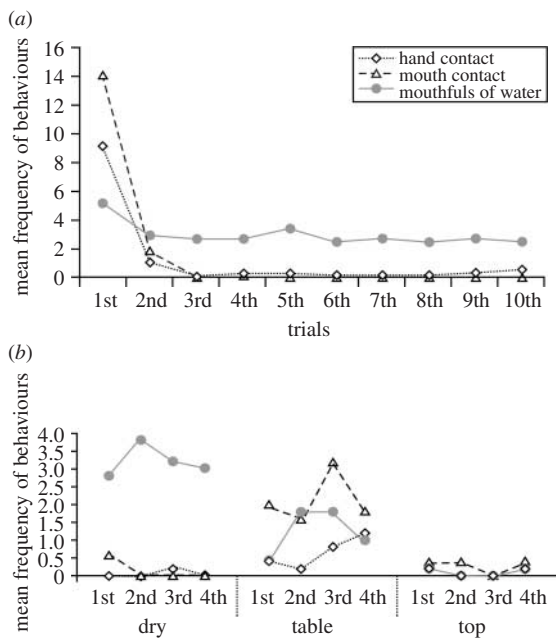 (a)
mean frequency of behaviours
16
14
12
10
8
6
4
2
0
hand contact
mouth contact
mouthfuls of water
1st 2nd 3rd 4th 5th 6th 7th 8th 9th 10th
trials
(b)
mean frequency of behaviours
4.0
3.5
3.0
2.5
2.0
1.5
1.0
0.5
0
1st 2nd 3rd 4th 1st 2nd 3rd 4th 1st 2nd 3rd 4th
dry table top